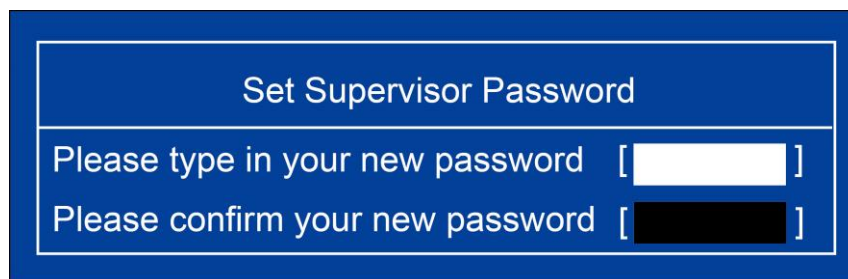 Set Supervisor Password
Please type in your new password [ ]
Please confirm your new password [ ]